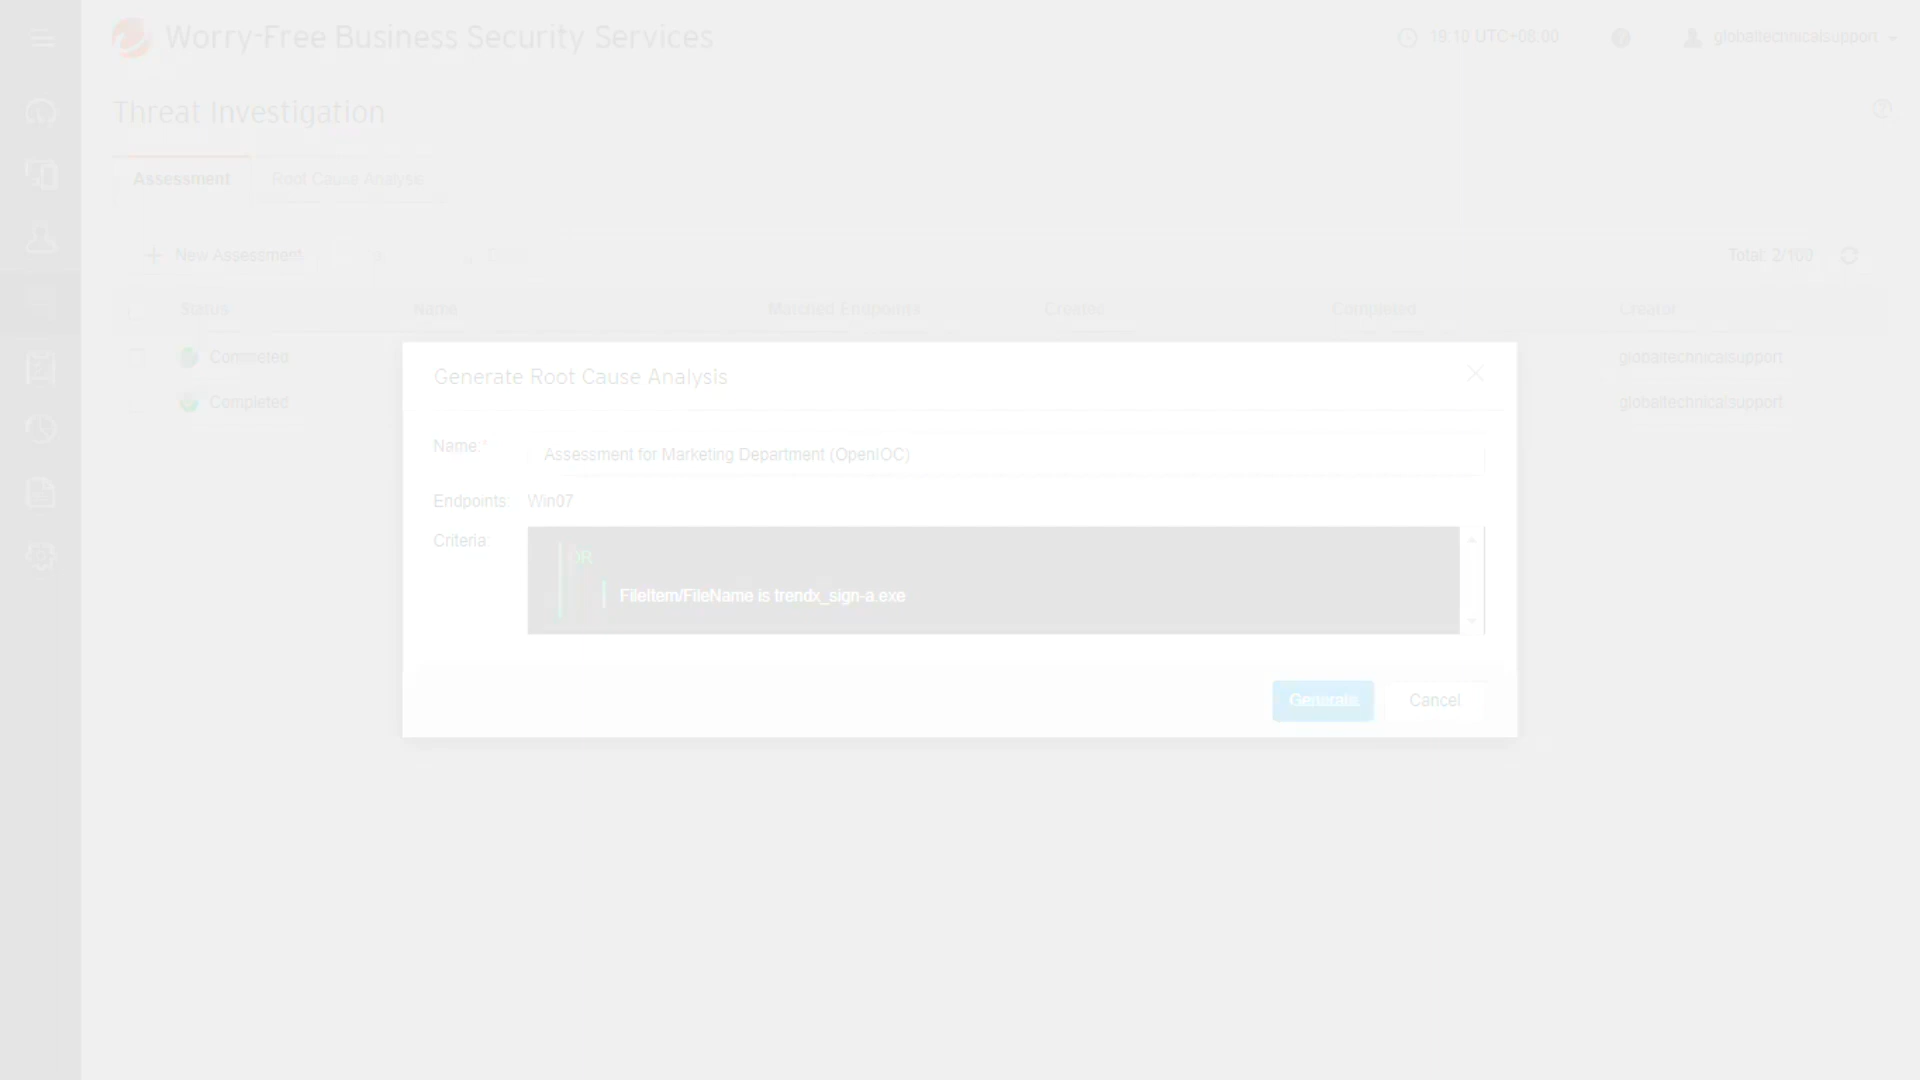 Worry-Free Business Security Services
19:10 UTC+08:00
globaltechnicalsupport
Threat Investigation
Assessment
Root Cause Analysis
New Assessment
Total: 2/100
Status
Name
Matched Endpoints
Created
Completed
Creator
Completed
globaltechnicalsupport
Completed
globaltechnicalsupport
Generate Root Cause Analysis
Name:*
Assessment for Marketing Department (OpenIOC)
Endpoints:
Win07
Criteria:
OR
FileItem/FileName is trendx_sign-a.exe
Generate
Cancel